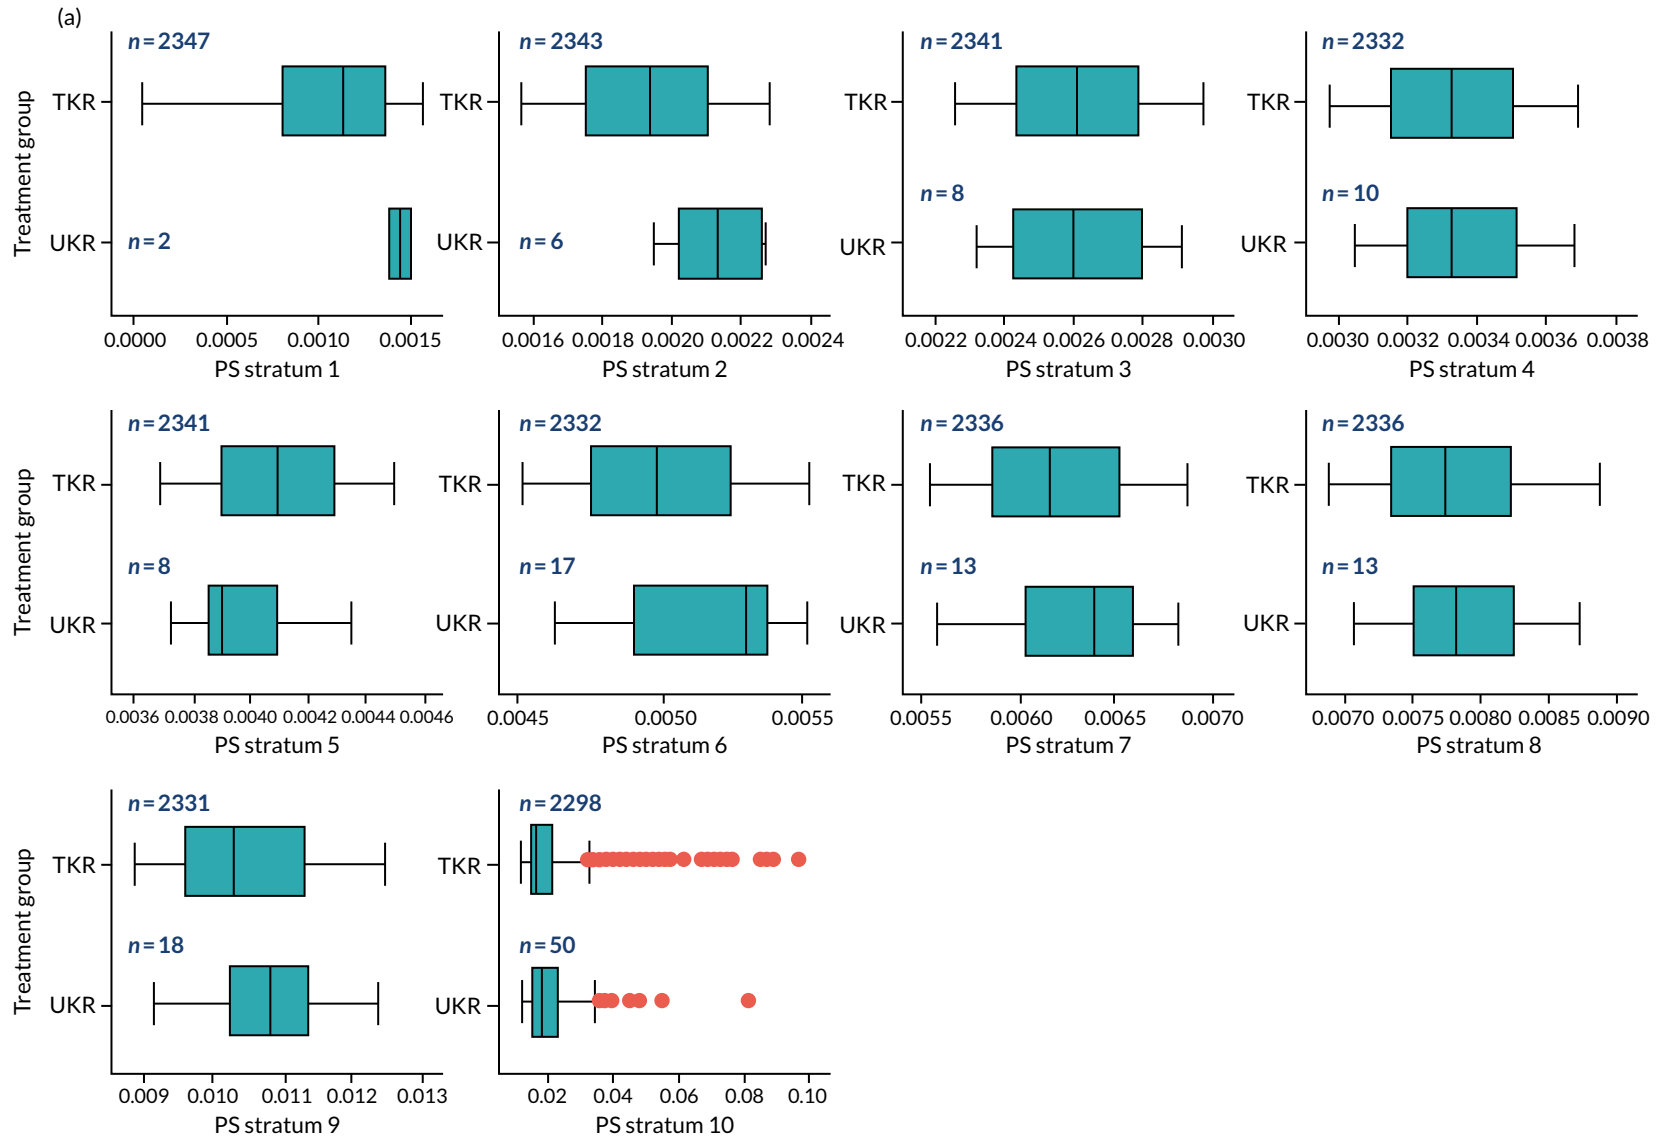 (a)
Treatment group
n=2347
TKR
n=2
UKR
0.0000 0.0005 0.0010 0.0015
PS stratum 1
n=2343
TKR
n=6
UKR
0.0016 0.0018 0.0020 0.0022 0.0024
PS stratum 2
n=2341
TKR
n=8
UKR
0.0022 0.0024 0.0026 0.0028 0.0030
PS stratum 3
n=2332
TKR
n=10
UKR
0.0030 0.0032 0.0034 0.0036 0.0038
PS stratum 4
Treatment group
n=2341
TKR
n=8
UKR
0.0036 0.0038 0.0040 0.0042 0.0044 0.0046
PS stratum 5
n=2332
TKR
n=17
UKR
0.0045 0.0050 0.0055
PS stratum 6
n=2336
TKR
n=13
UKR
0.0055 0.0060 0.0065 0.0070
PS stratum 7
n=2336
TKR
n=13
UKR
0.0070 0.0075 0.0080 0.0085 0.0090
PS stratum 8
Treatment group
n=2331
TKR
n=18
UKR
0.009 0.010 0.011 0.012 0.013
PS stratum 9
n=2298
TKR
n=50
UKR
0.02 0.04 0.06 0.08 0.10
PS stratum 10